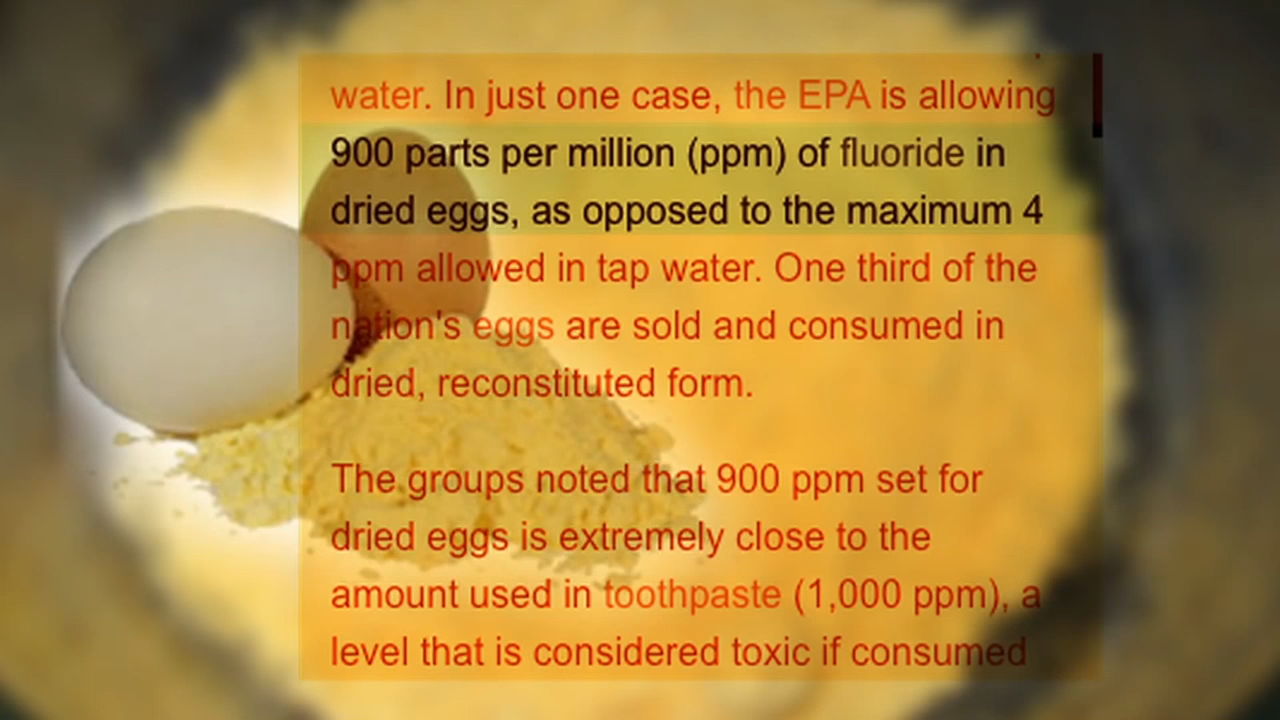 water. In just one case, the EPA is allowing
900 parts per million (ppm) of fluoride in
dried eggs, as opposed to the maximum 4
ppm allowed in tap water. One third of the
nation's eggs are sold and consumed in
dried, reconstituted form.
The groups noted that 900 ppm set for
dried eggs is extremely close to the
amount used in toothpaste (1,000 ppm), a
level that is considered toxic if consumed